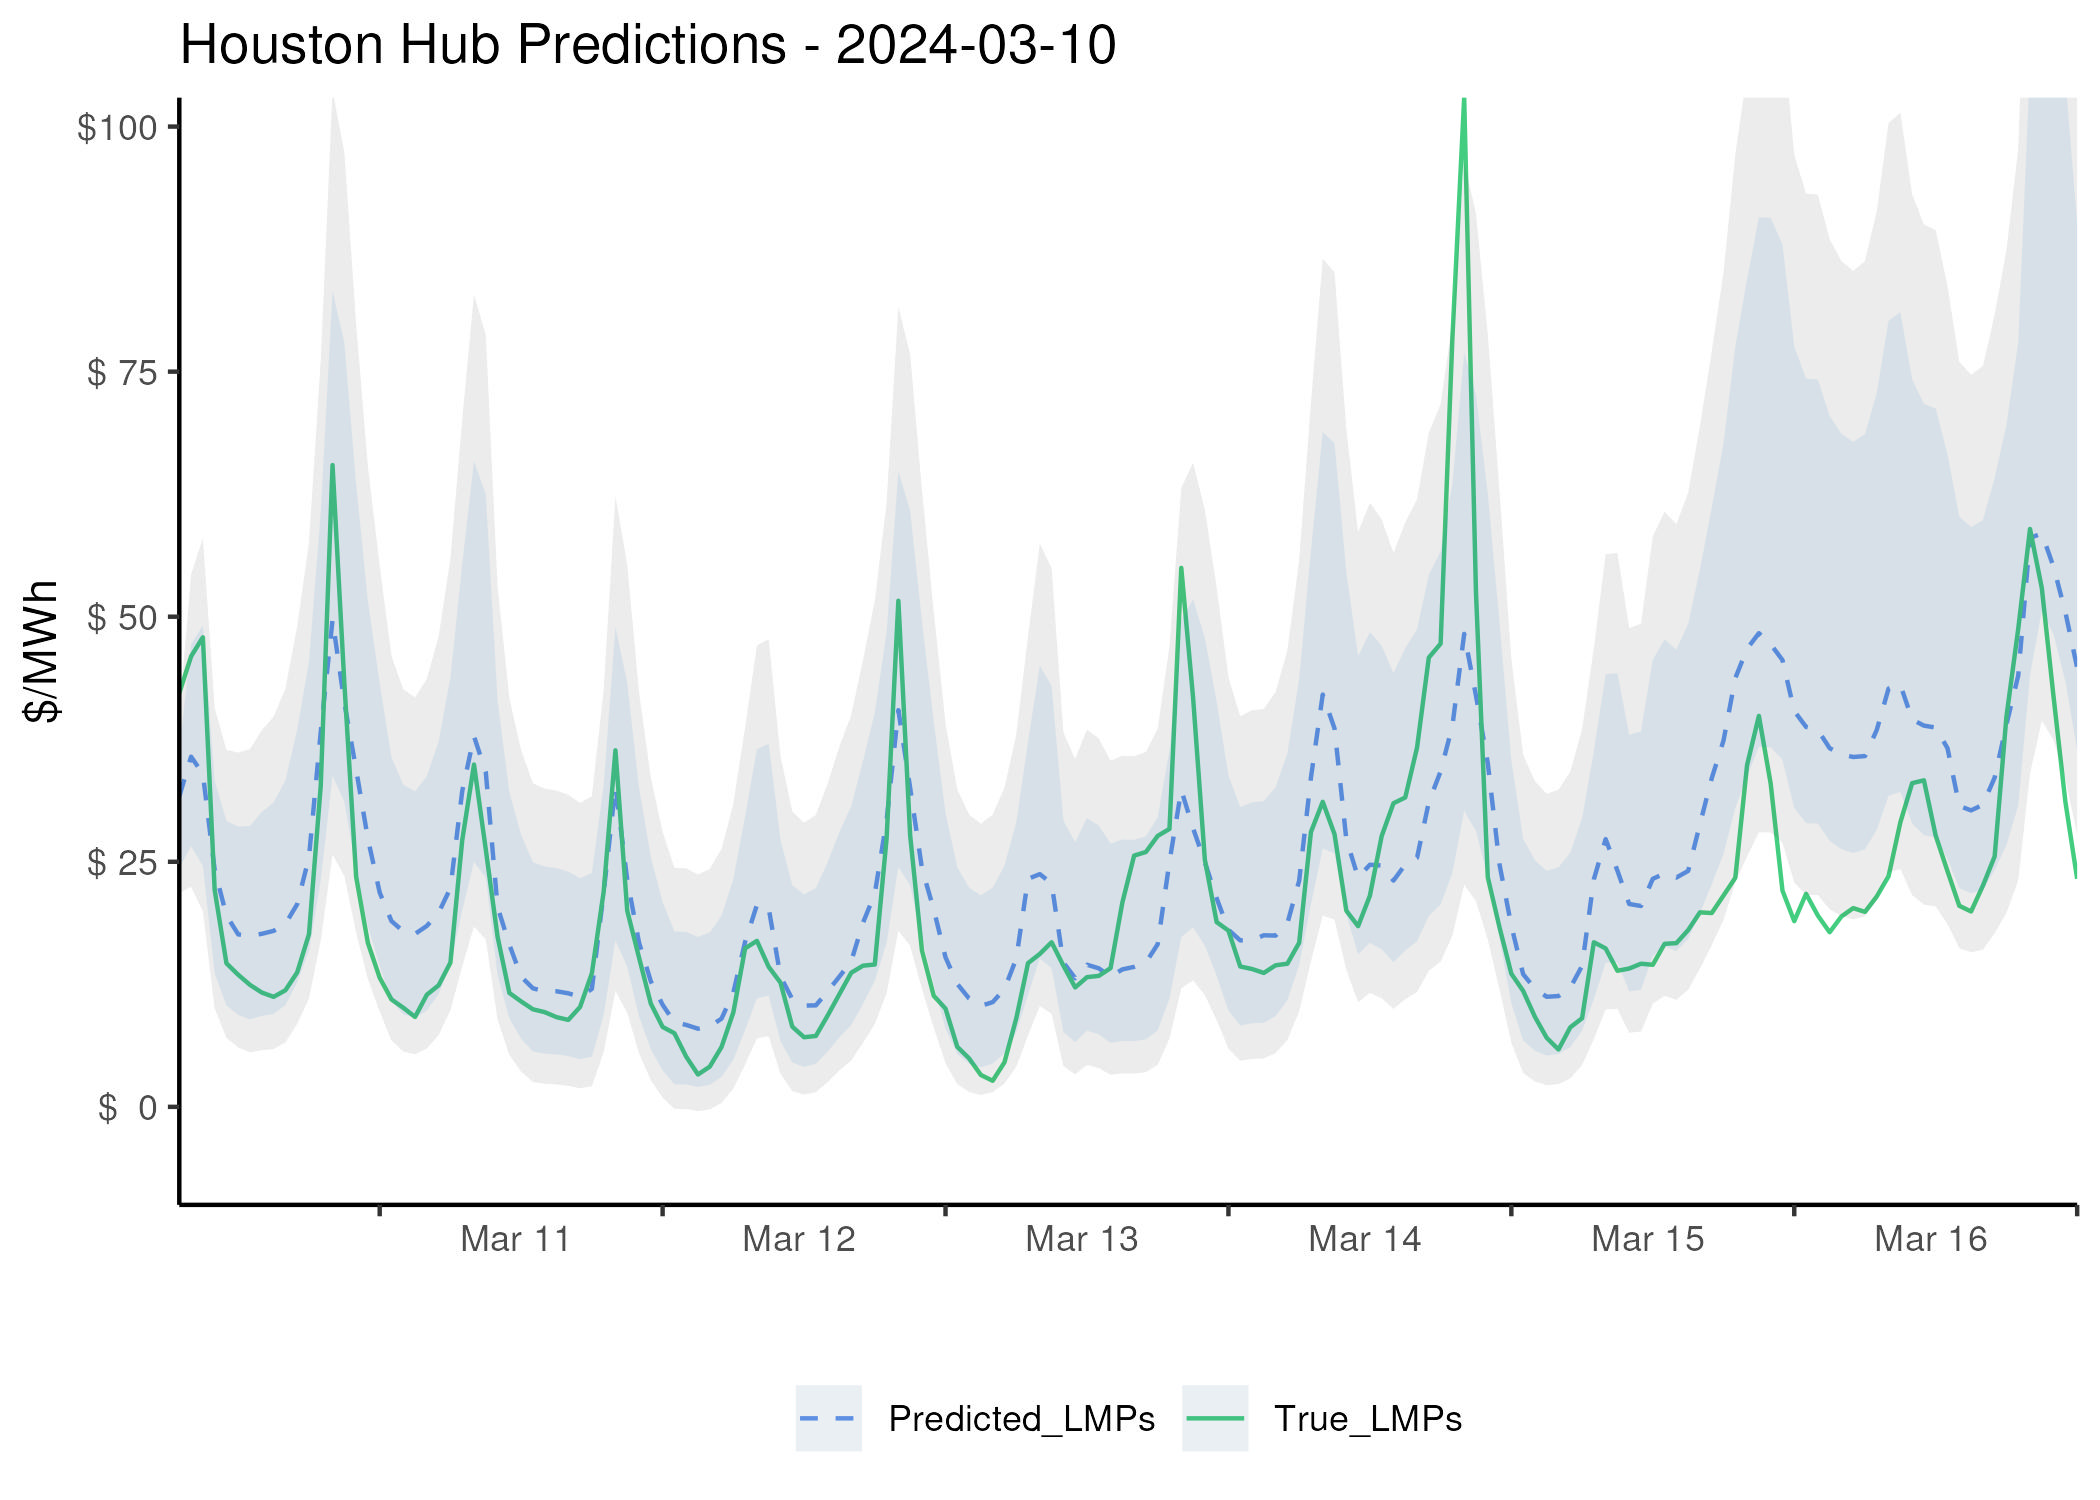 Houston Hub Predictions - 2024-03-10
$100
$ 75
$ 50
$ 25
$ 0
$/MWh
Mar 11 Mar 12 Mar 13 Mar 14 Mar 15 Mar 16
Predicted_LMPs True_LMPs